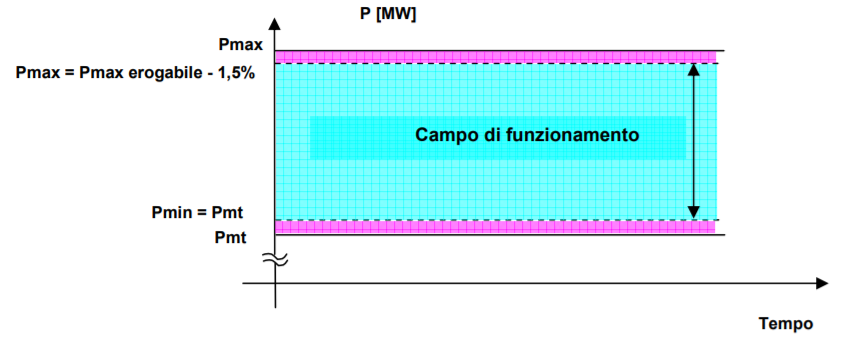 P [MW]
Pmax
Pmax = Pmax erogabile - 1,5%
Campo di funzionamento
Pmin = Pmt
Pmt
Tempo